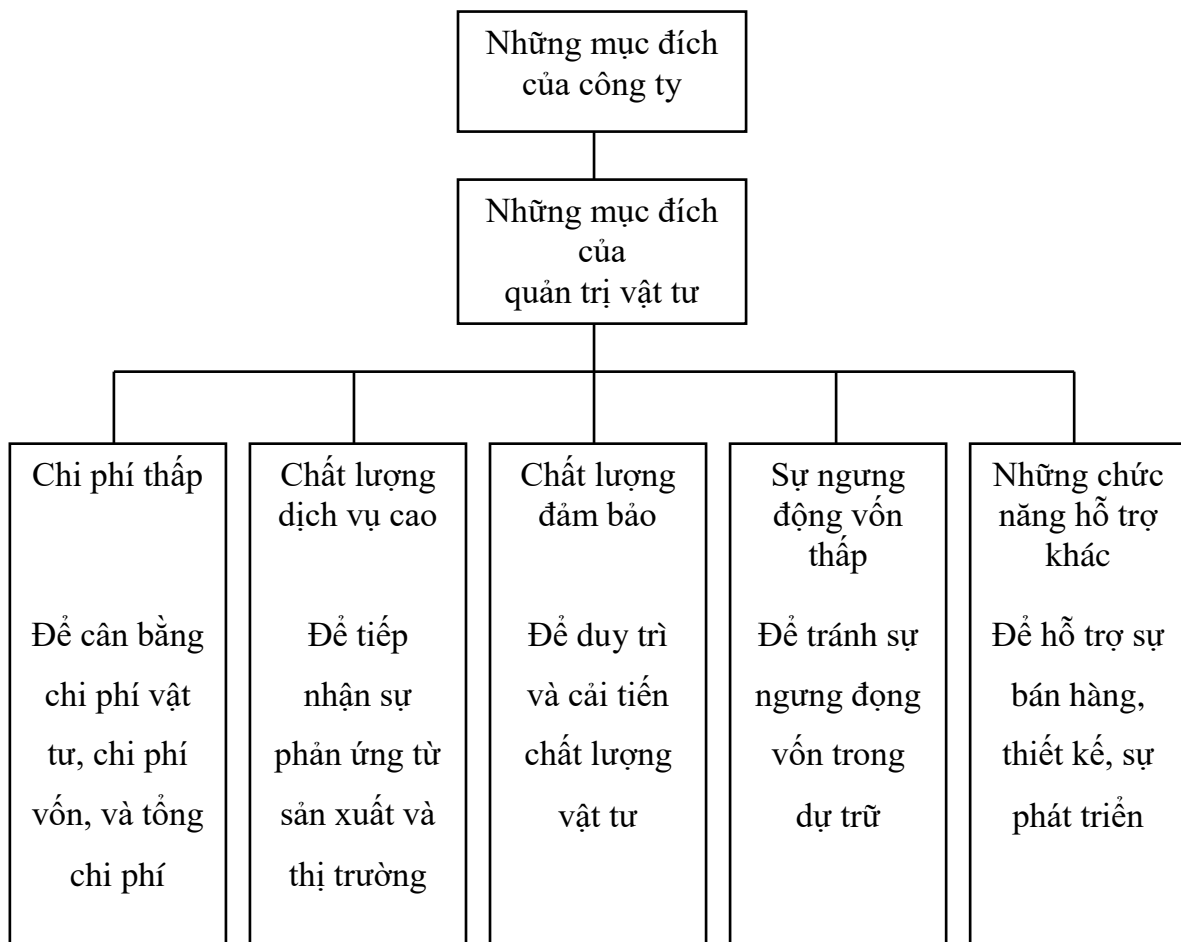 Những mục đích
của công ty
Những mục đích
của
quản trị vật tư
Chi phí thấp
Để cân bằng
chi phí vật
tư, chi phí
vốn, và tổng
chi phí
Chất lượng
dịch vụ cao
Để tiếp
nhận sự
phản ứng từ
sản xuất và
thị trường
Chất lượng
đảm bảo
Để duy trì
và cải tiến
chất lượng
vật tư
Sự ngưng
động vốn
thấp
Để tránh sự
ngưng đọng
vốn trong
dự trữ
Những chức
năng hỗ trợ
khác
Để hỗ trợ sự
bán hàng,
thiết kế, sự
phát triển